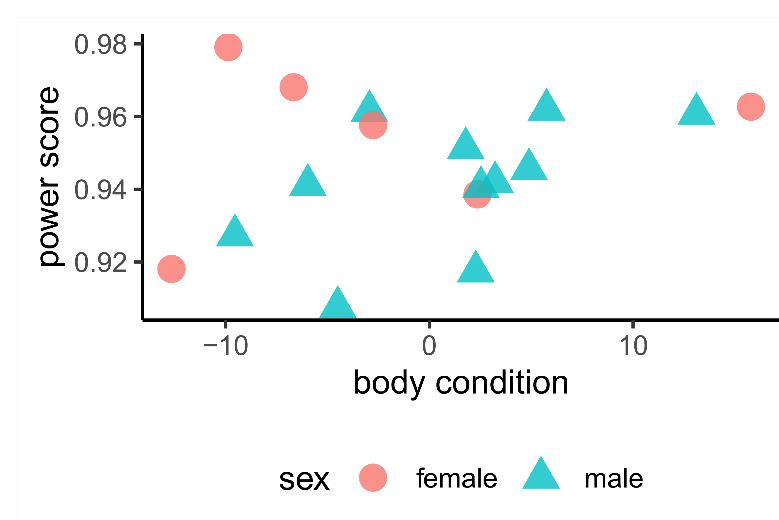 0.98
0.96
0.94
0.92
power score
−10 0 10
body condition
sex female male